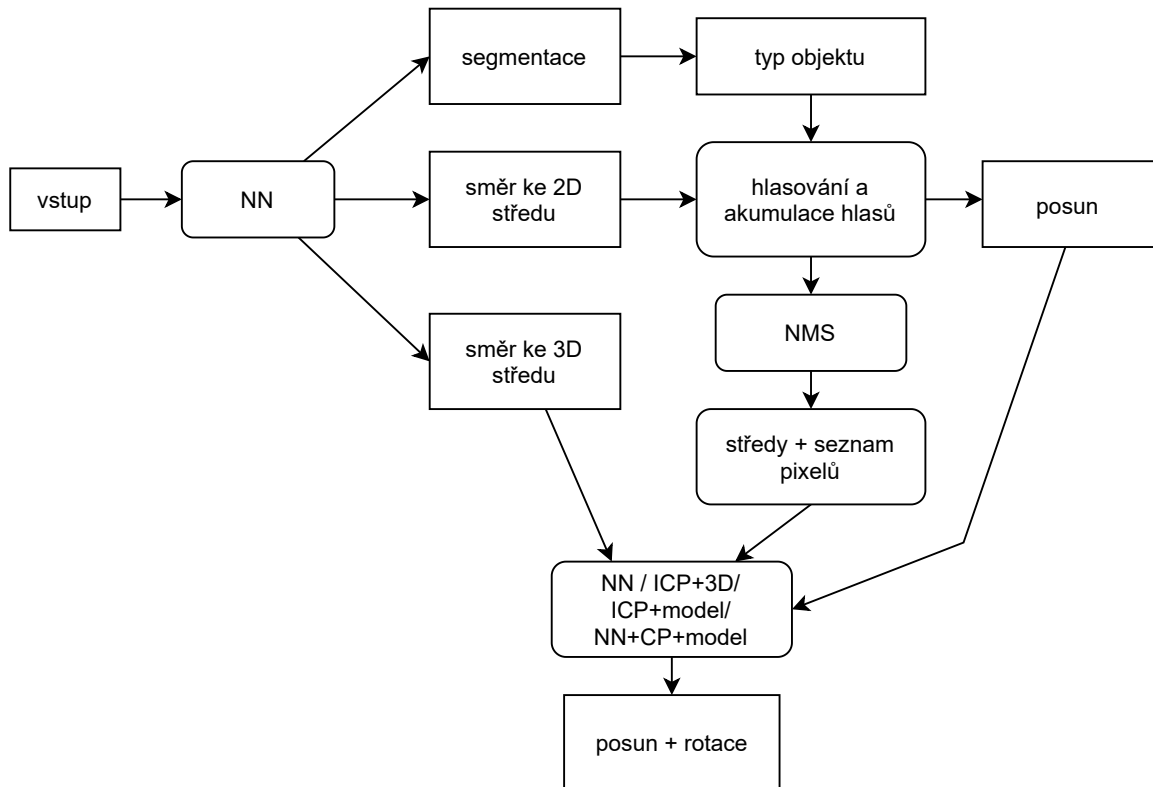 segmentace
typ objektu
vstup
NN
směr ke 2D
středu
hlasování a
akumulace hlasů
posun
směr ke 3D
středu
NMS
středy + seznam
pixelů
NN / ICP+3D/
ICP+model/
NN+CP+model
posun + rotace